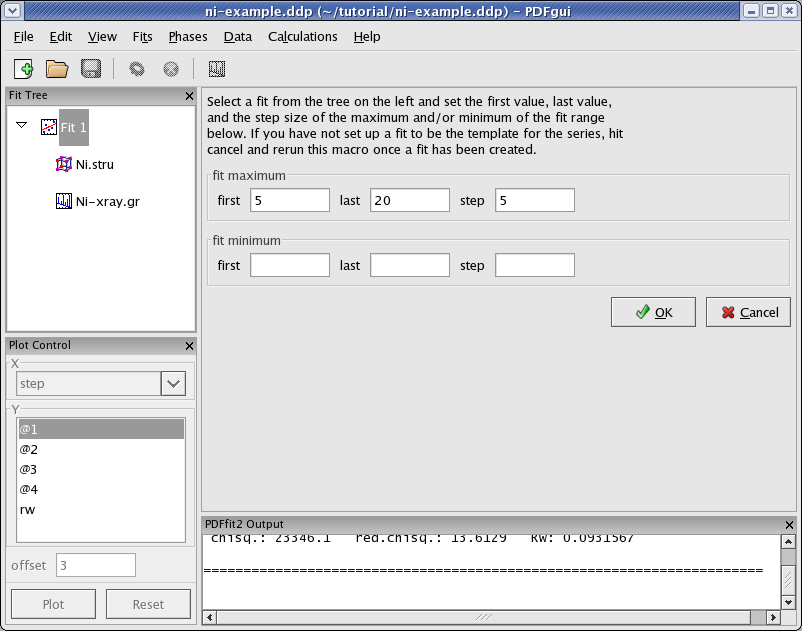 ni-example.ddp (~/tutorial/ni-example.ddp) - PDFgui
File Edit View Fits Phases Data Calculations Help
Fit Tree
Fit 1
Ni.stru
Ni-xray.gr
Select a fit from the tree on the left and set the first value, last value,
and the step size of the maximum and/or minimum of the fit range
below. If you have not set up a fit to be the template for the series, hit
cancel and rerun this macro once a fit has been created.
fit maximum
first 5 last 20 step 5
fit minimum
first last step
OK Cancel
Plot Control
X
step
Y
@1
@2
@3
@4
rw
offset 3
Plot Reset
PDFfit2 Output
chisq.: 23346.1 red.chisq.: 13.6129 Rw: 0.0931567
======================================================================